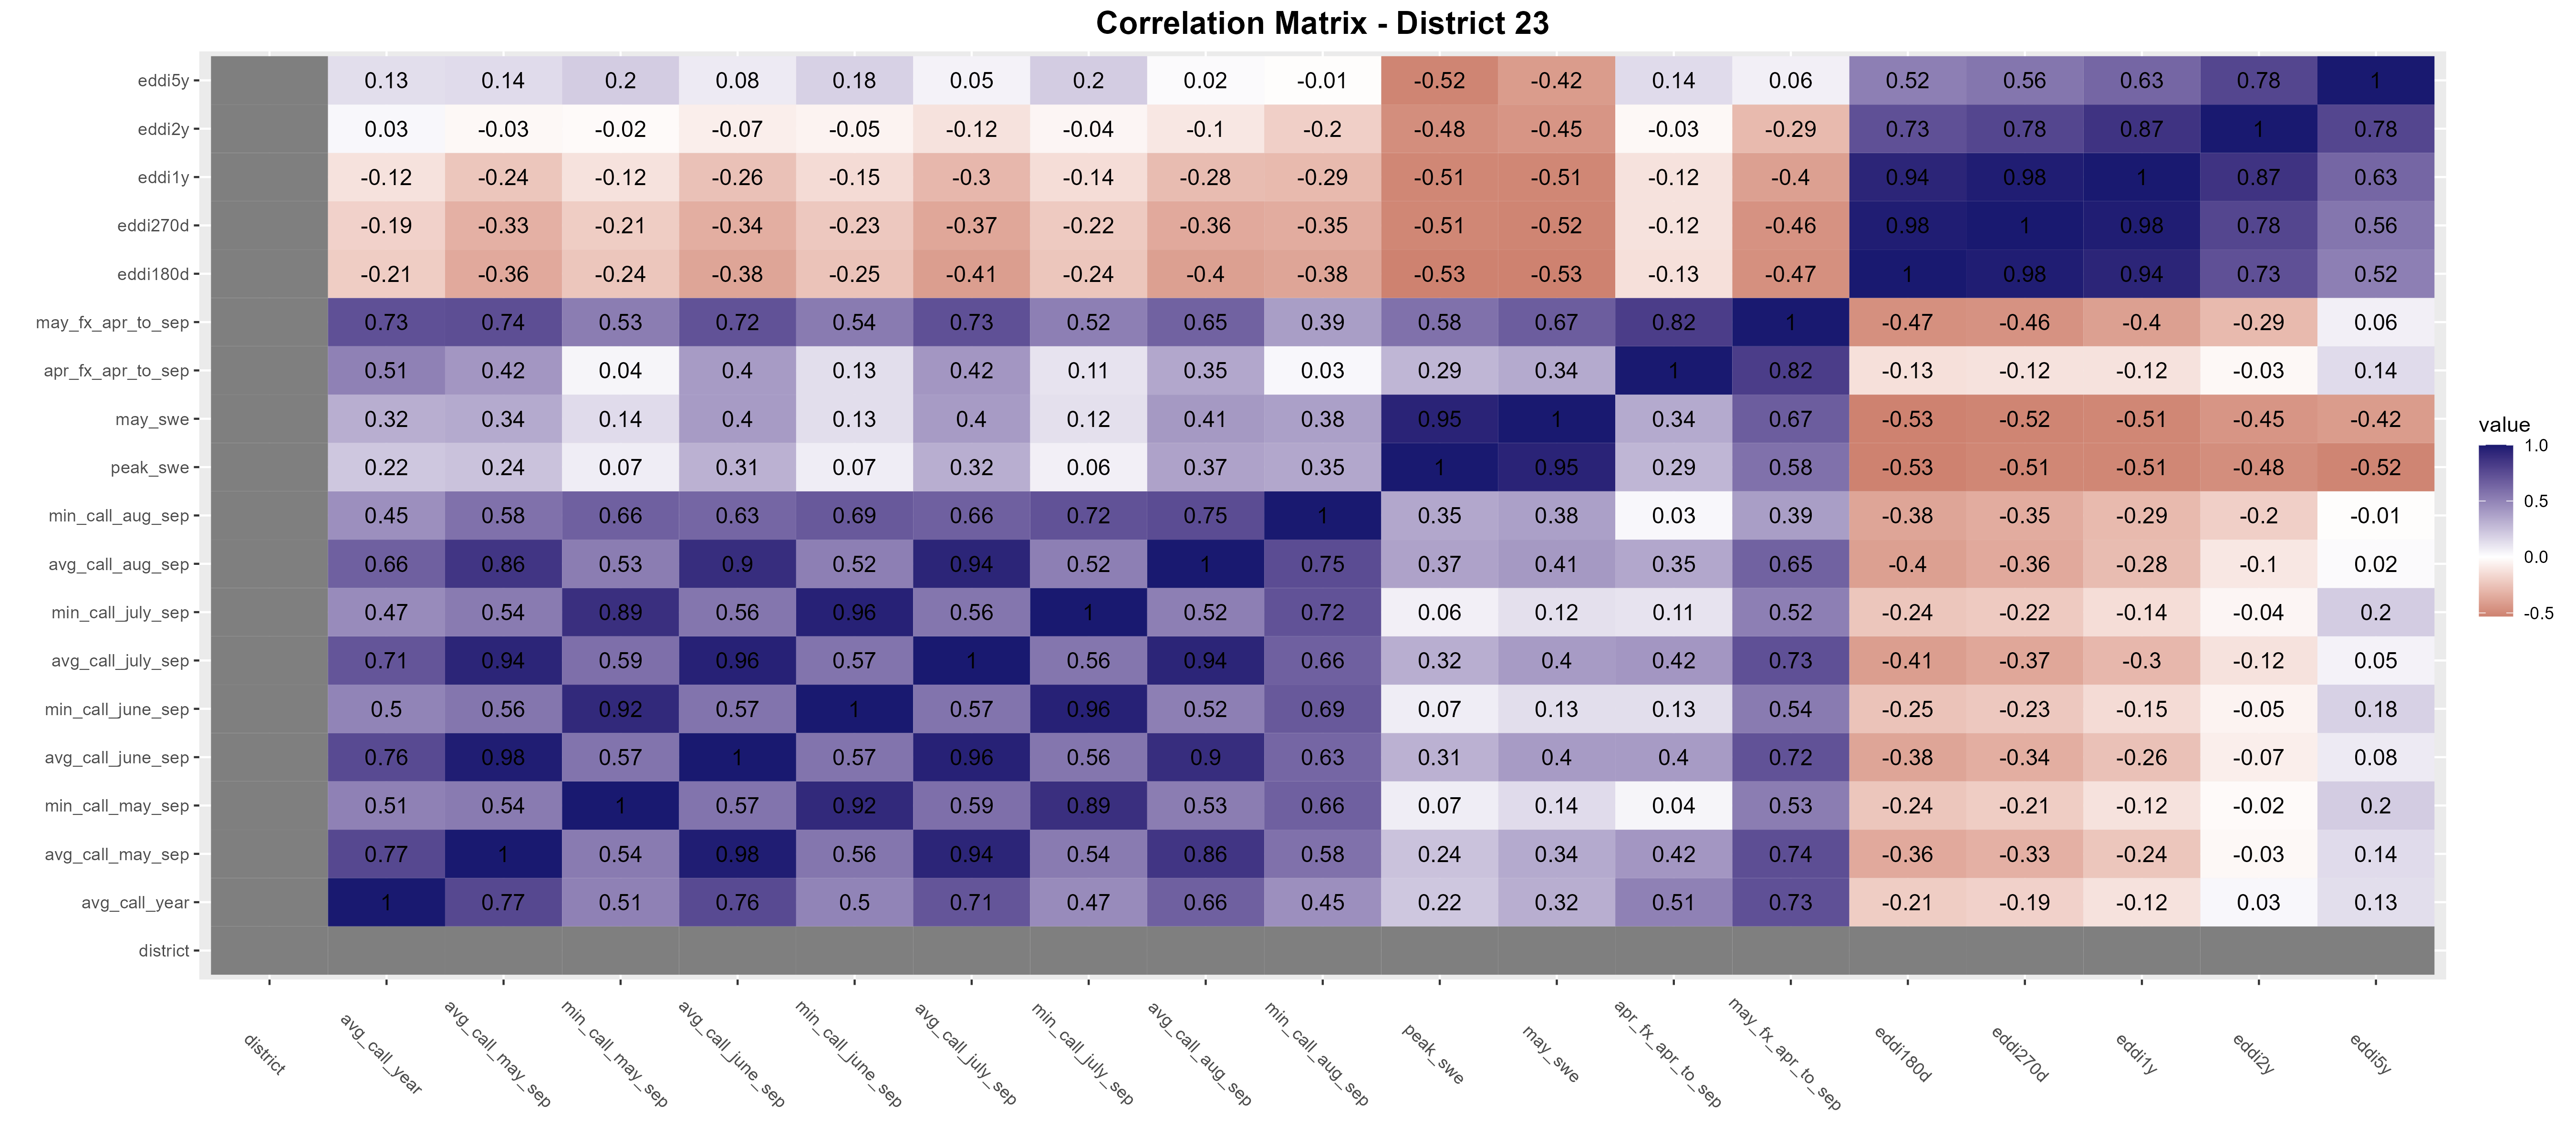 Correlation Matrix - District 23
eddi5y 0.13 0.14 0.2 0.08 0.18 0.05 0.2 0.02 -0.01 -0.52 -0.42 0.14 0.06 0.52 0.56 0.63 0.78 1
eddi2y 0.03 -0.03 -0.02 -0.07 -0.05 -0.12 -0.04 -0.1 -0.2 -0.48 -0.45 -0.03 -0.29 0.73 0.78 0.87 1 0.78
eddi1y -0.12 -0.24 -0.12 -0.26 -0.15 -0.3 -0.14 -0.28 -0.29 -0.51 -0.51 -0.12 -0.4 0.94 0.98 1 0.87 0.63
eddi270d -0.19 -0.33 -0.21 -0.34 -0.23 -0.37 -0.22 -0.36 -0.35 -0.51 -0.52 -0.12 -0.46 0.98 1 0.98 0.78 0.56
eddi180d -0.21 -0.36 -0.24 -0.38 -0.25 -0.41 -0.24 -0.4 -0.38 -0.53 -0.53 -0.13 -0.47 1 0.98 0.94 0.73 0.52
may_fx_apr_to_sep 0.73 0.74 0.53 0.72 0.54 0.73 0.52 0.65 0.39 0.58 0.67 0.82 1 -0.47 -0.46 -0.4 -0.29 0.06
apr_fx_apr_to_sep 0.51 0.42 0.04 0.4 0.13 0.42 0.11 0.35 0.03 0.29 0.34 1 0.82 -0.13 -0.12 -0.12 -0.03 0.14
may_swe 0.32 0.34 0.14 0.4 0.13 0.4 0.12 0.41 0.38 0.95 1 0.34 0.67 -0.53 -0.52 -0.51 -0.45 -0.42
peak_swe 0.22 0.24 0.07 0.31 0.07 0.32 0.06 0.37 0.35 1 0.95 0.29 0.58 -0.53 -0.51 -0.51 -0.48 -0.52
min_call_aug_sep 0.45 0.58 0.66 0.63 0.69 0.66 0.72 0.75 1 0.35 0.38 0.03 0.39 -0.38 -0.35 -0.29 -0.2 -0.01
avg_call_aug_sep 0.66 0.86 0.53 0.9 0.52 0.94 0.52 1 0.75 0.37 0.41 0.35 0.65 -0.4 -0.36 -0.28 -0.1 0.02
min_call_july_sep 0.47 0.54 0.89 0.56 0.96 0.56 1 0.52 0.72 0.06 0.12 0.11 0.52 -0.24 -0.22 -0.14 -0.04 0.2
avg_call_july_sep 0.71 0.94 0.59 0.96 0.57 1 0.56 0.94 0.66 0.32 0.4 0.42 0.73 -0.41 -0.37 -0.3 -0.12 0.05
min_call_june_sep 0.5 0.56 0.92 0.57 1 0.57 0.96 0.52 0.69 0.07 0.13 0.13 0.54 -0.25 -0.23 -0.15 -0.05 0.18
avg_call_june_sep 0.76 0.98 0.57 1 0.57 0.96 0.56 0.9 0.63 0.31 0.4 0.4 0.72 -0.38 -0.34 -0.26 -0.07 0.08
min_call_may_sep 0.51 0.54 1 0.57 0.92 0.59 0.89 0.53 0.66 0.07 0.14 0.04 0.53 -0.24 -0.21 -0.12 -0.02 0.2
avg_call_may_sep 0.77 1 0.54 0.98 0.56 0.94 0.54 0.86 0.58 0.24 0.34 0.42 0.74 -0.36 -0.33 -0.24 -0.03 0.14
avg_call_year 1 0.77 0.51 0.76 0.5 0.71 0.47 0.66 0.45 0.22 0.32 0.51 0.73 -0.21 -0.19 -0.12 0.03 0.13
district
district avg_call_year avg_call_may_sep min_call_may_sep avg_call_june_sep min_call_june_sep avg_call_july_sep min_call_july_sep avg_call_aug_sep min_call_aug_sep peak_swe may_swe apr_fx_apr_to_sep may_fx_apr_to_sep eddi180d eddi270d eddi1y eddi2y eddi5y
value
1.0
0.5
0.0
-0.5